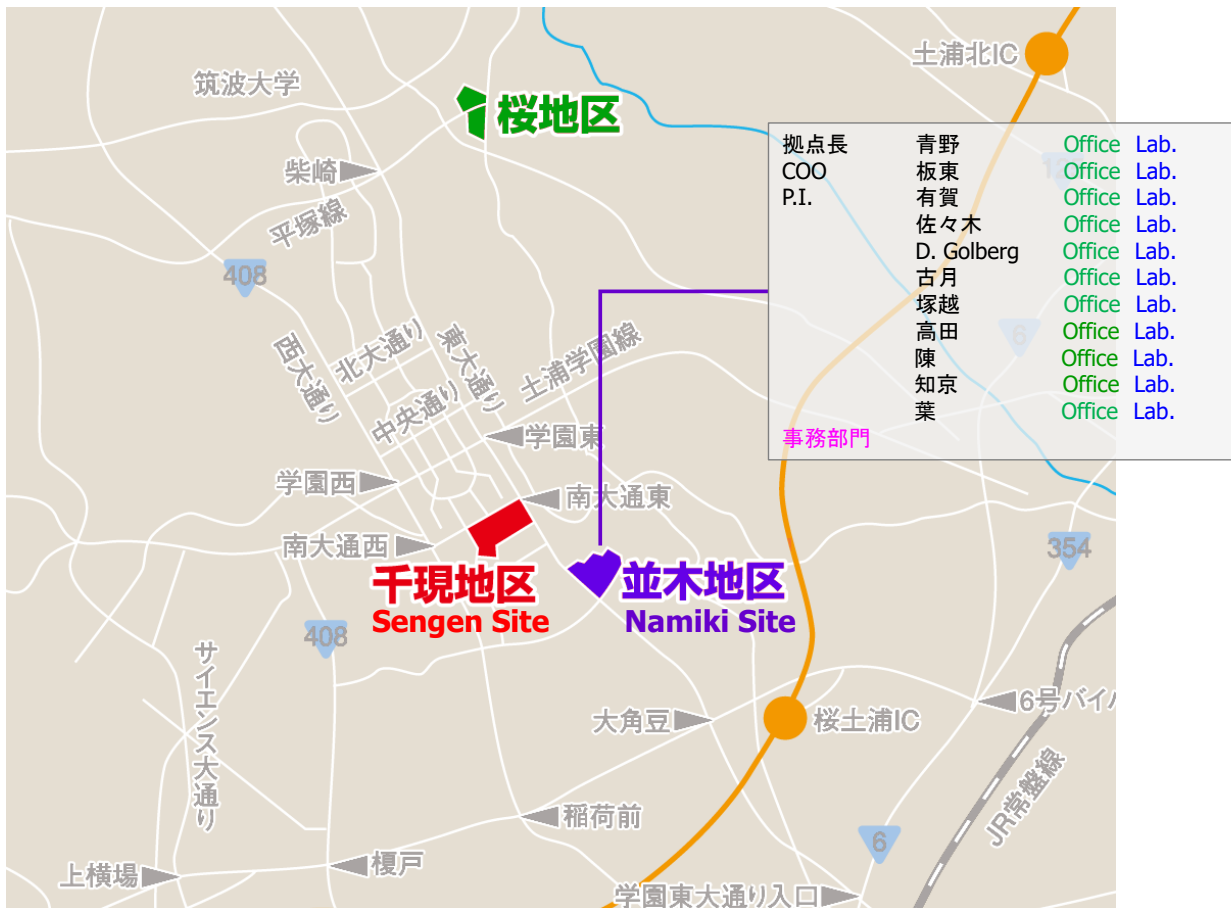 土浦北IC
筑波大学
桜地区
拠点長 青野 Office Lab.
COO 板東 Office Lab.
P.I. 有賀 Office Lab.
佐々木 Office Lab.
D. Golberg Office Lab.
古月 Office Lab.
塚越 Office Lab.
高田 Office Lab.
陳 Office Lab.
知京 Office Lab.
葉 Office Lab.
事務部門
柴崎
平塚線
408
6
西大通り
北大通り
東大通り
土浦学園線
中央通り
学園東
学園西
南大通東
南大通西
354
千現地区
Sengen Site
並木地区
Namiki Site
408
サイエンス大通り
大角豆
桜土浦IC
6号バイパ
JR常盤線
稲荷前
6
榎戸
上横場
学園東大通り入口